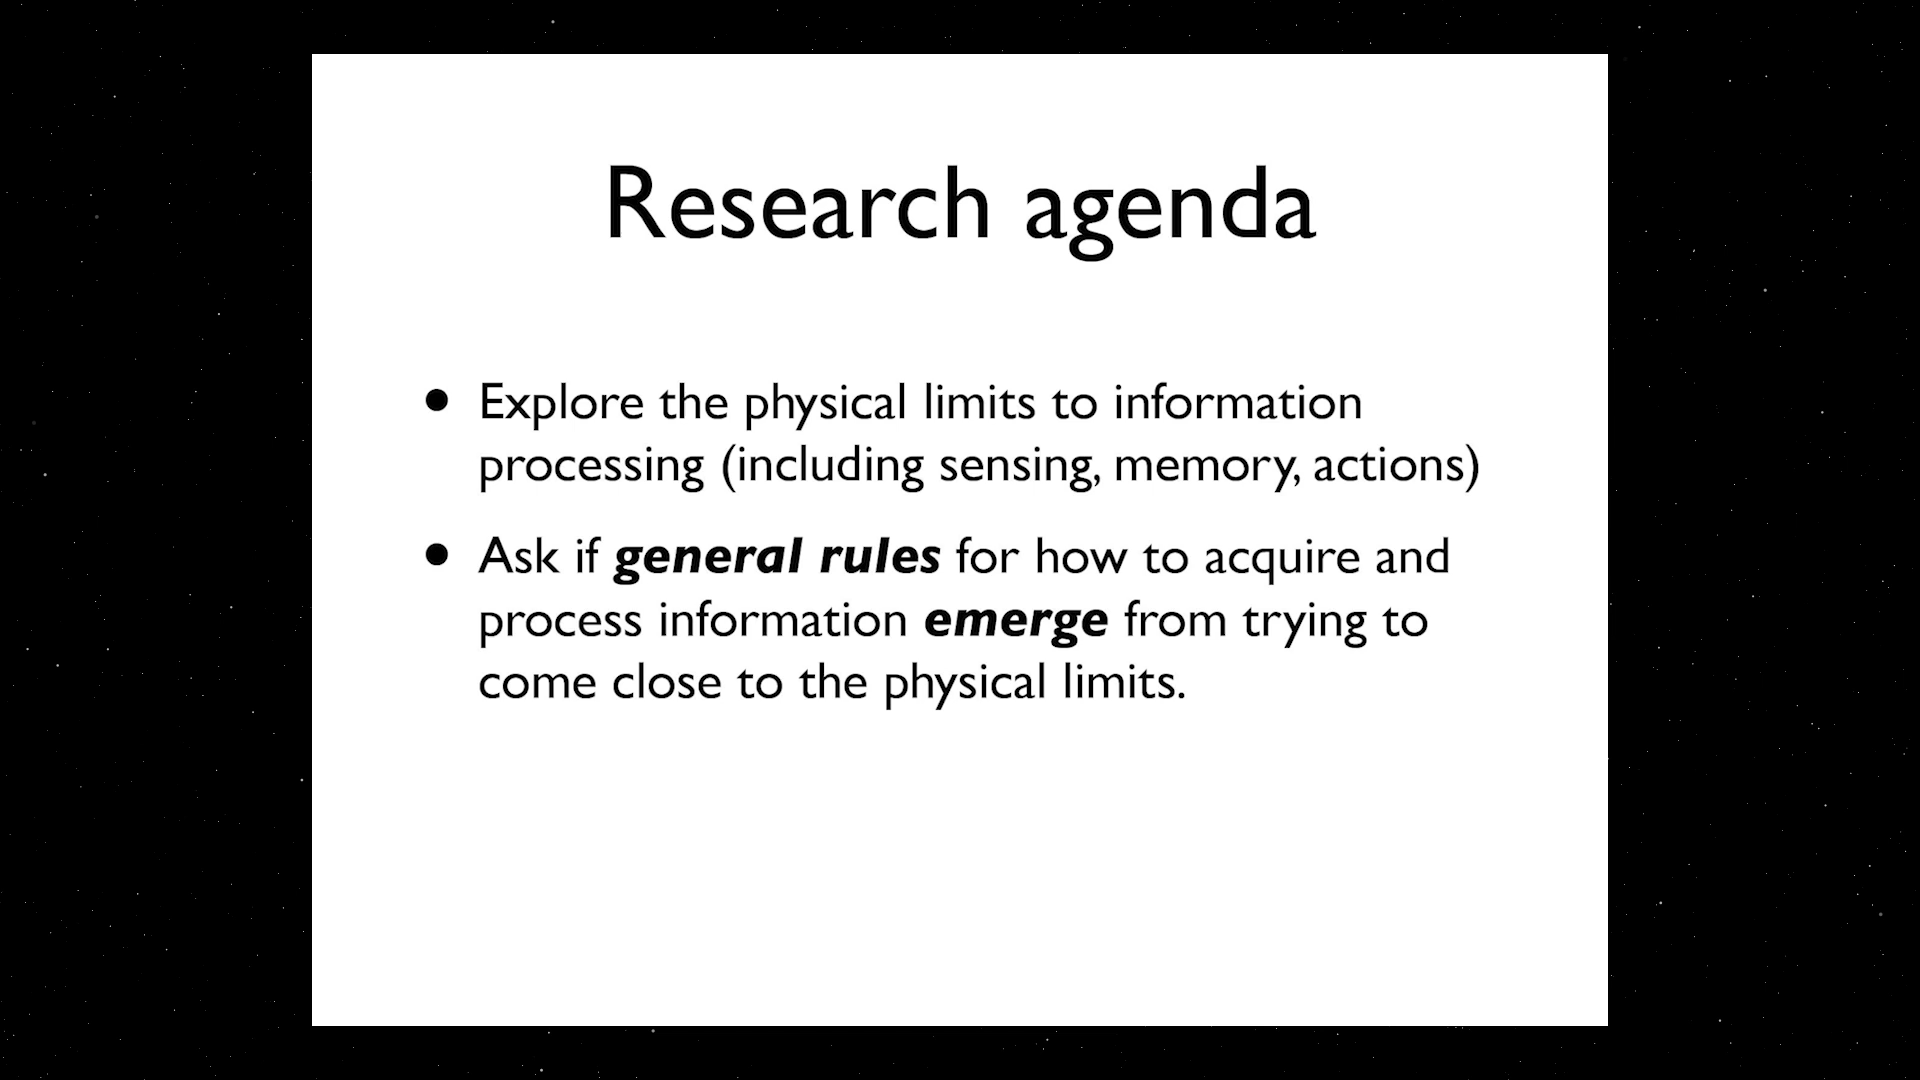 Research agenda
• Explore the physical limits to information
processing (including sensing, memory, actions)
• Ask if general rules for how to acquire and
process information emerge from trying to
come close to the physical limits.